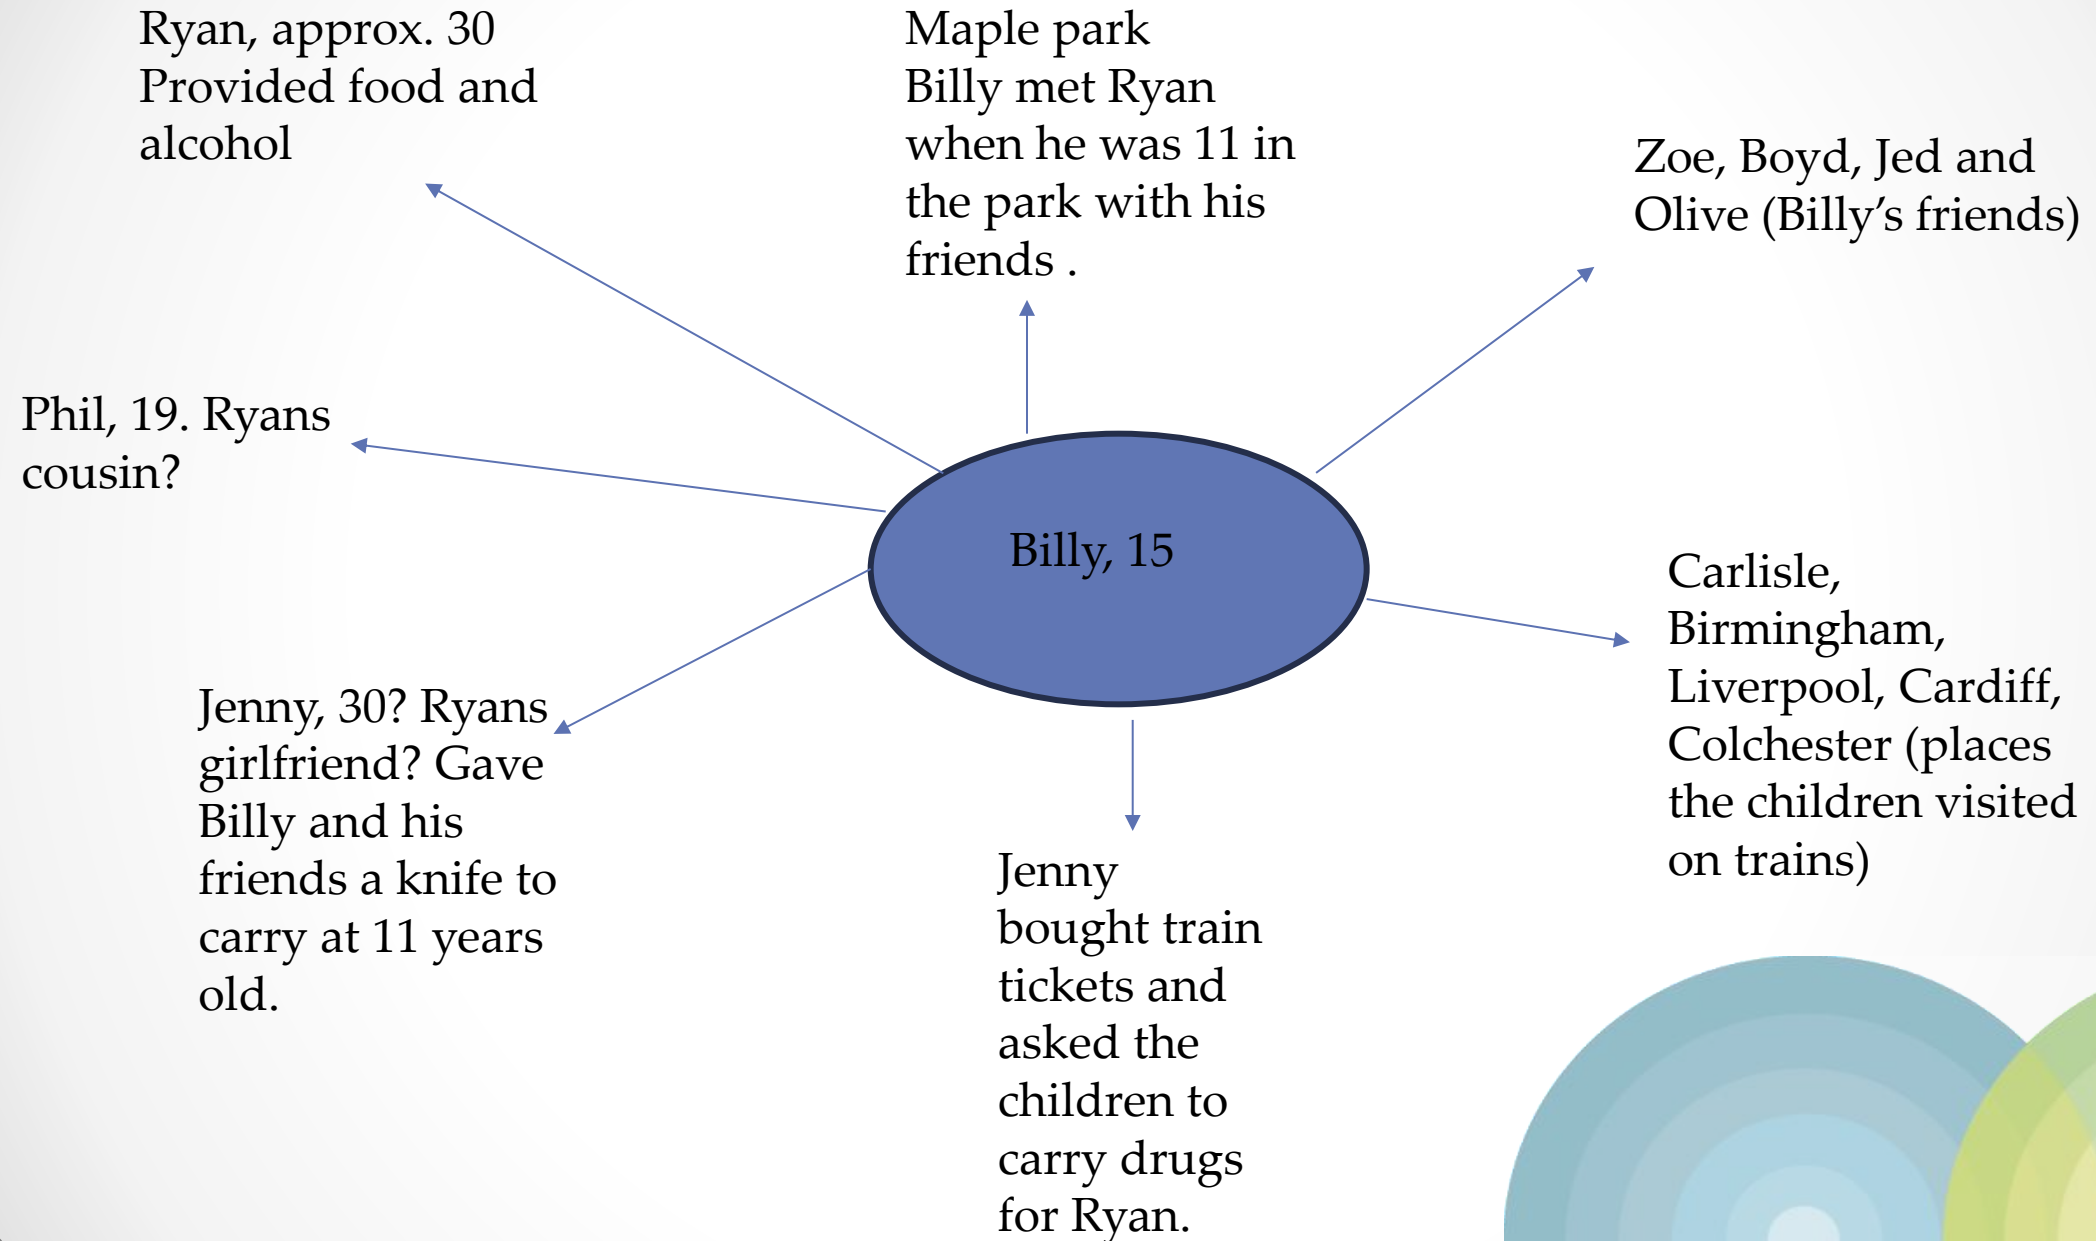 Ryan, approx. 30
Provided food and
alcohol
Maple park
Billy met Ryan
when he was 11 in
the park with his
friends .
Zoe, Boyd, Jed and
Olive (Billy’s friends)
Phil, 19. Ryans
cousin?
Billy, 15
Carlisle,
Birmingham,
Liverpool, Cardiff,
Colchester (places
the children visited
on trains)
Jenny, 30? Ryans
girlfriend? Gave
Billy and his
friends a knife to
carry at 11 years
old.
Jenny
bought train
tickets and
asked the
children to
carry drugs
for Ryan.